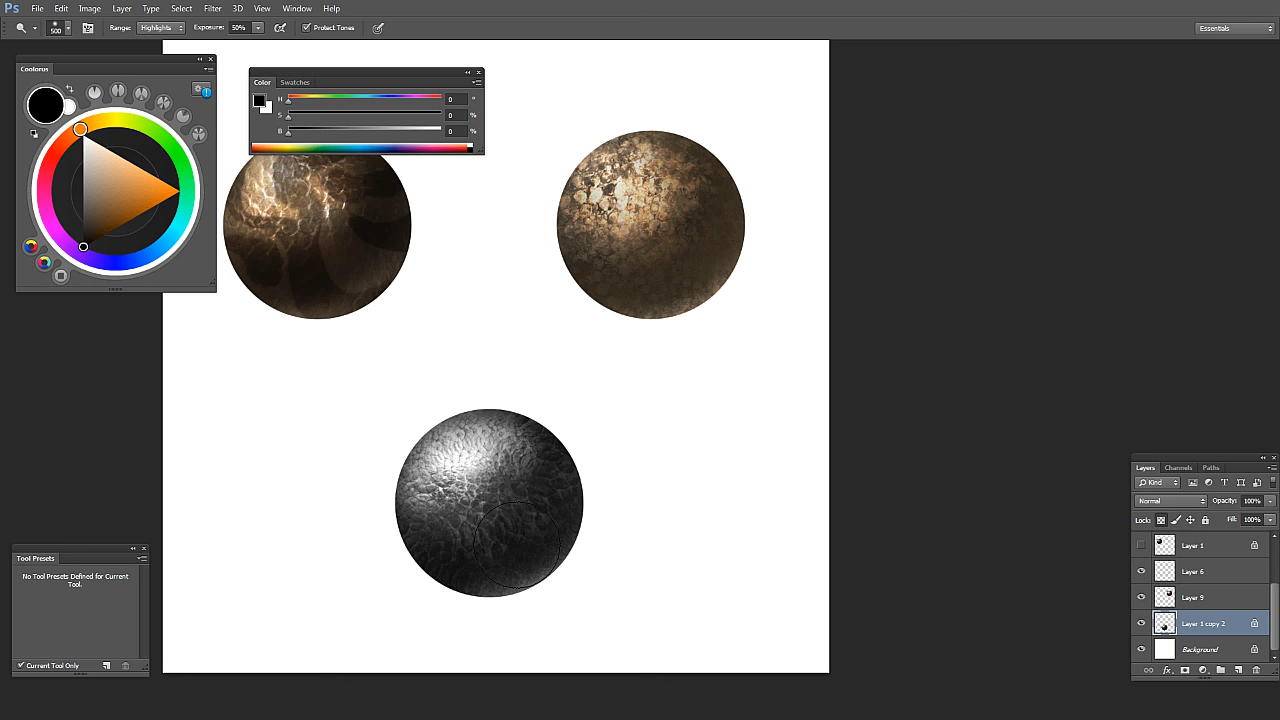 Ps File Edit Image Layer Type Select Filter 3D View Window Help
500 Range: Highlights Exposure: 50% Protect Tones Essentials
Coolorus
Color Swatches
H 0 °
S 0 %
B 0 %
Tool Presets
No Tool Presets Defined for Current
Tool.
Current Tool Only
Layers Channels Paths
Kind
Normal Opacity: 100%
Lock: Fill: 100%
Layer 1
Layer 6
Layer 9
Layer 1 copy 2
Background
fx